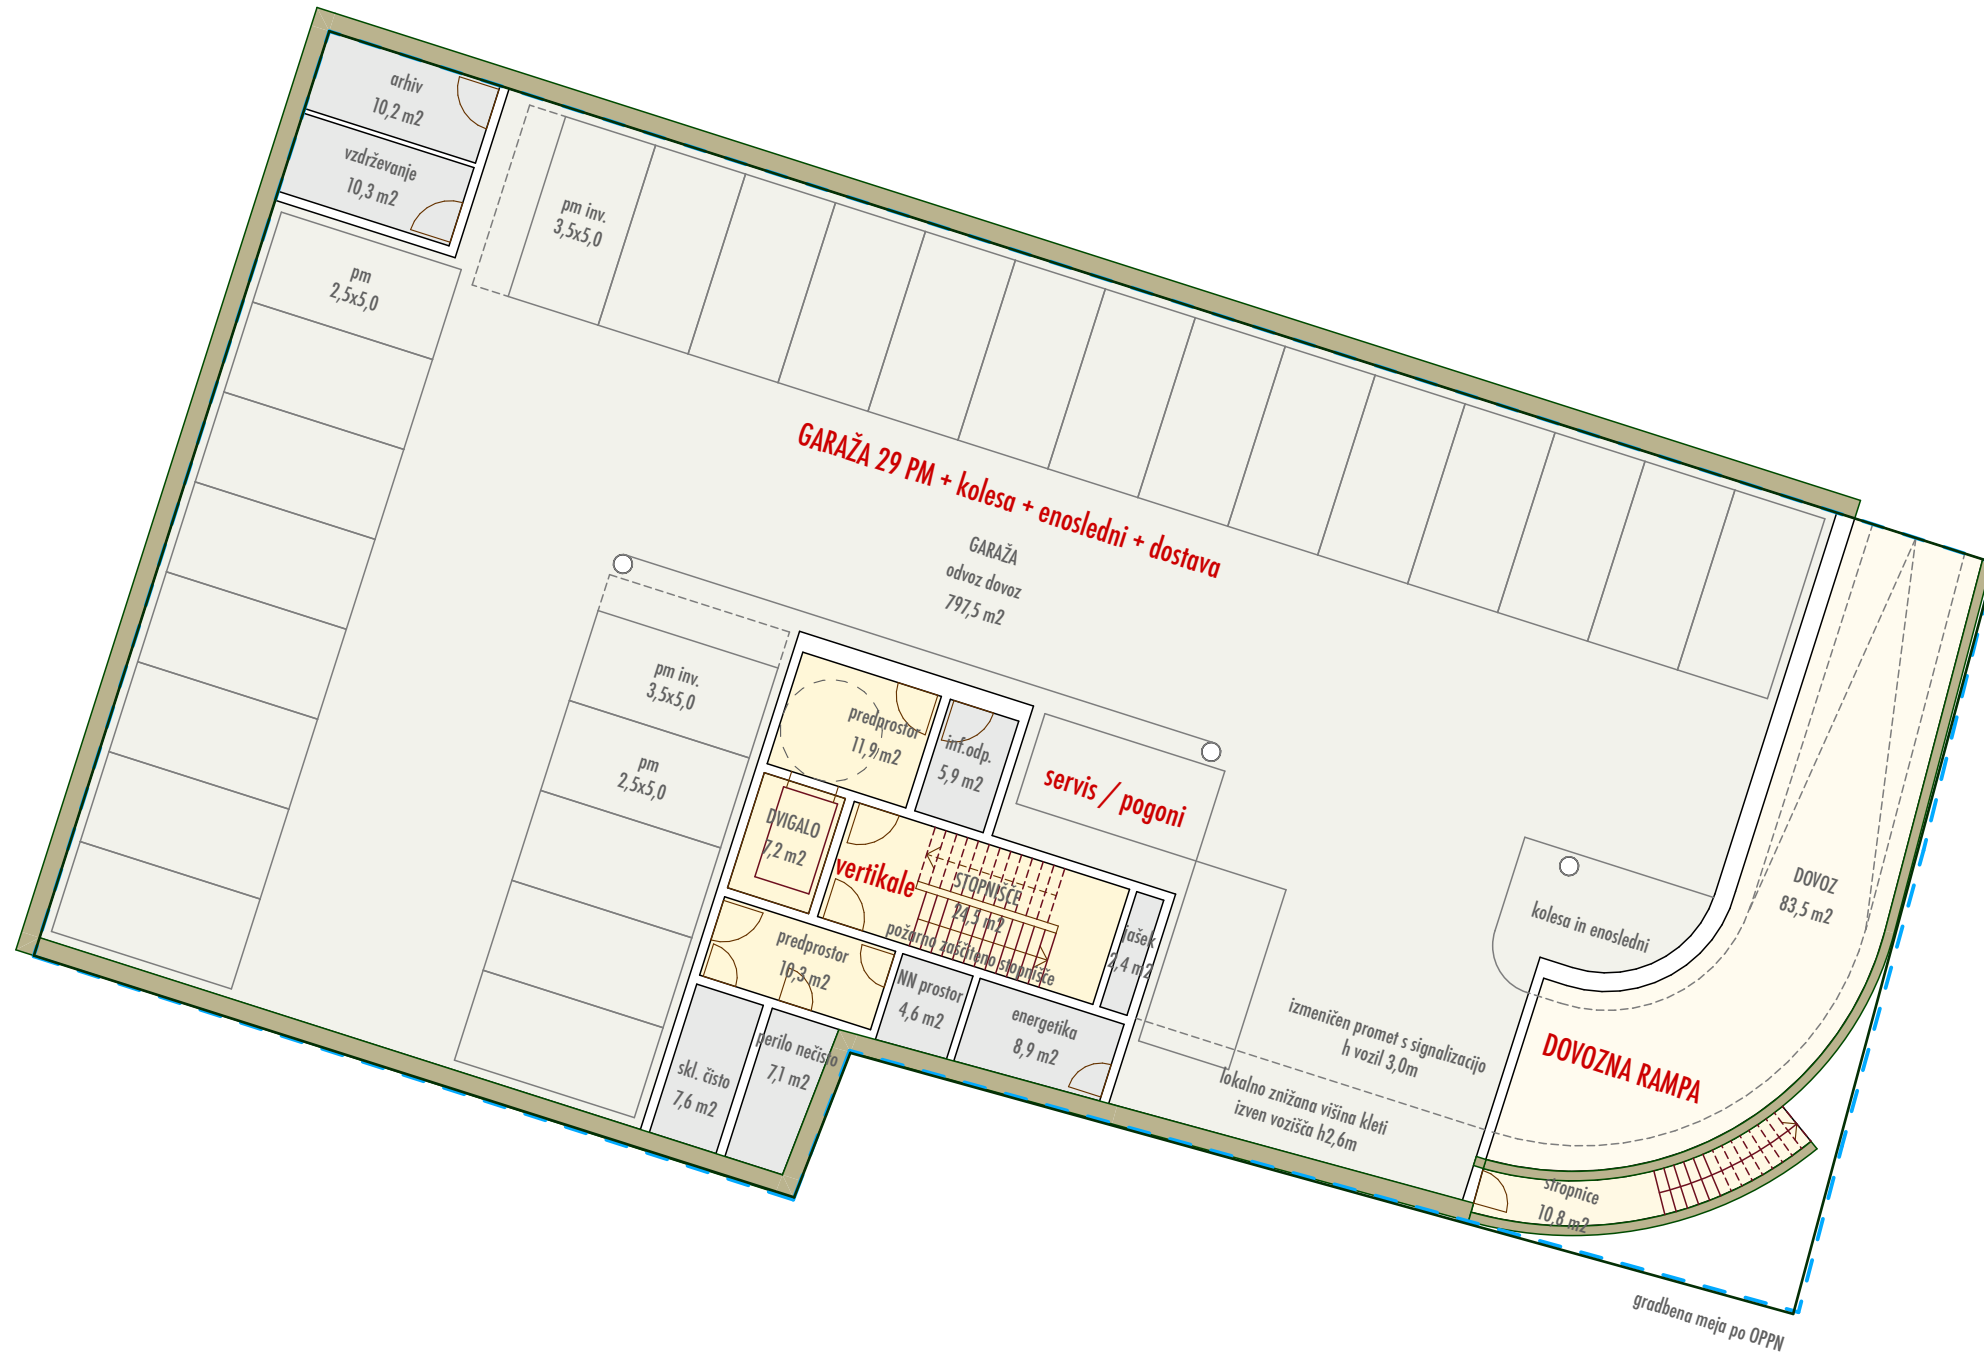 arhiv
10,2 m2
vzdrževanje
10,3 m2
pm
2,5x5,0
pm inv.
3,5x5,0
GARAŽA 29 PM + kolesa + enosledni + dostava
GARAŽA
odvoz dovoz
797,5 m2
pm inv.
3,5x5,0
pm
2,5x5,0
predprostor
11,9 m2
inf.odp.
5,9 m2
servis / pogoni
DVIGALO
7,2 m2
vertikale
STOPNIŠČE
24,5 m2
požarno zaščiteno stopnišče
jašek
2,4 m2
predprostor
10,3 m2
NN prostor
4,6 m2
energetika
8,9 m2
skl. čisto
7,6 m2
perilo nečisto
7,1 m2
kolesa in enosledni
DOVOZ
83,5 m2
izmeničen promet s signalizacijo
h vozil 3,0m
lokalno znižana višina kleti
izven vozišča h2,6m
DOVOZNA RAMPA
stropnice
10,8 m2
gradbena meja po OPPN